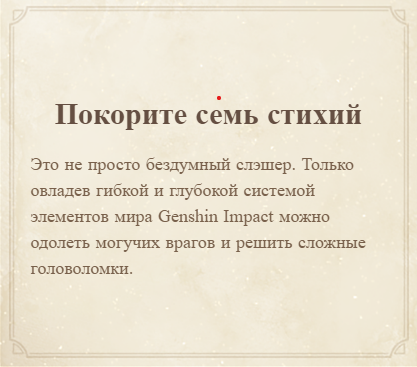 Покорите семь стихий
Это не просто бездумный слэшер. Только
овладев гибкой и глубокой системой
элементов мира Genshin Impact можно
одолеть могучих врагов и решить сложные
головоломки.